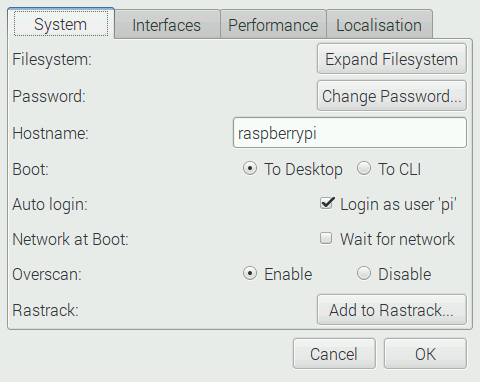 System Interfaces Performance Localisation
Filesystem: Expand Filesystem
Password: Change Password...
Hostname: raspberrypi
Boot: To Desktop To CLI
Auto login: Login as user 'pi'
Network at Boot: Wait for network
Overscan: Enable Disable
Rastrack: Add to Rastrack...
Cancel OK